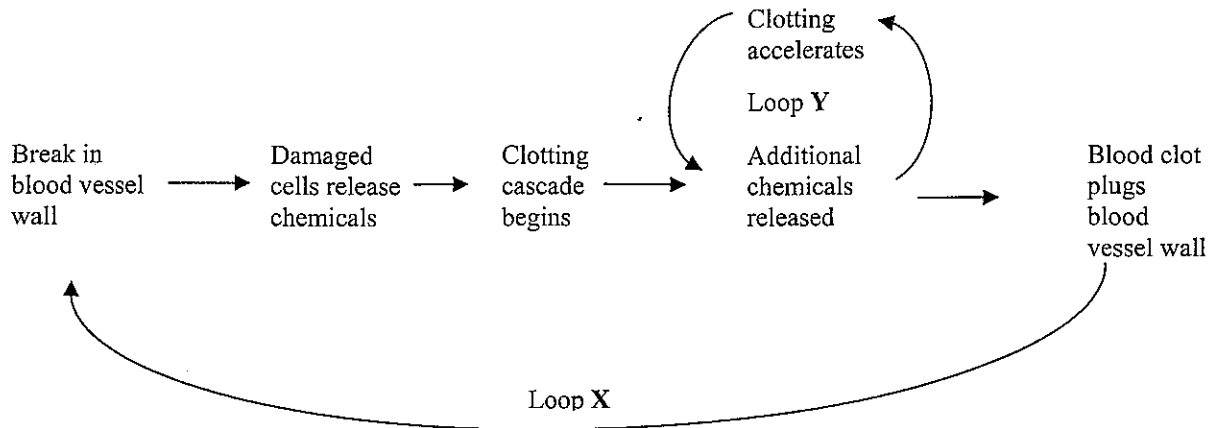 Clotting
accelerates
Loop Y
Break in
blood vessel
wall
Damaged
cells release
chemicals
Clotting
cascade
begins
Additional
chemicals
released
Blood clot
plugs
blood
vessel wall
Loop X